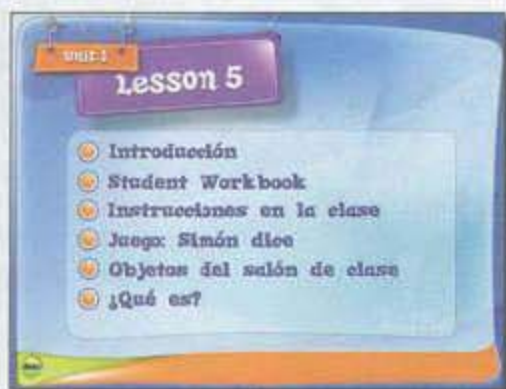 Unit 1
Lesson 5
Introducción
Student Workbook
Instrucciones en la clase
Juego: Simón dice
Objetos del salón de clase
¿Qué es?